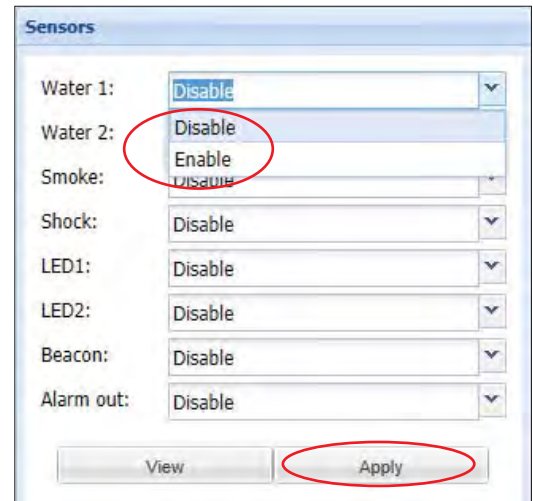 Sensors
Water 1: Disable
Disable
Water 2:
Enable
Smoke: Disable
Shock: Disable
LED1: Disable
LED2: Disable
Beacon: Disable
Alarm out: Disable
View Apply